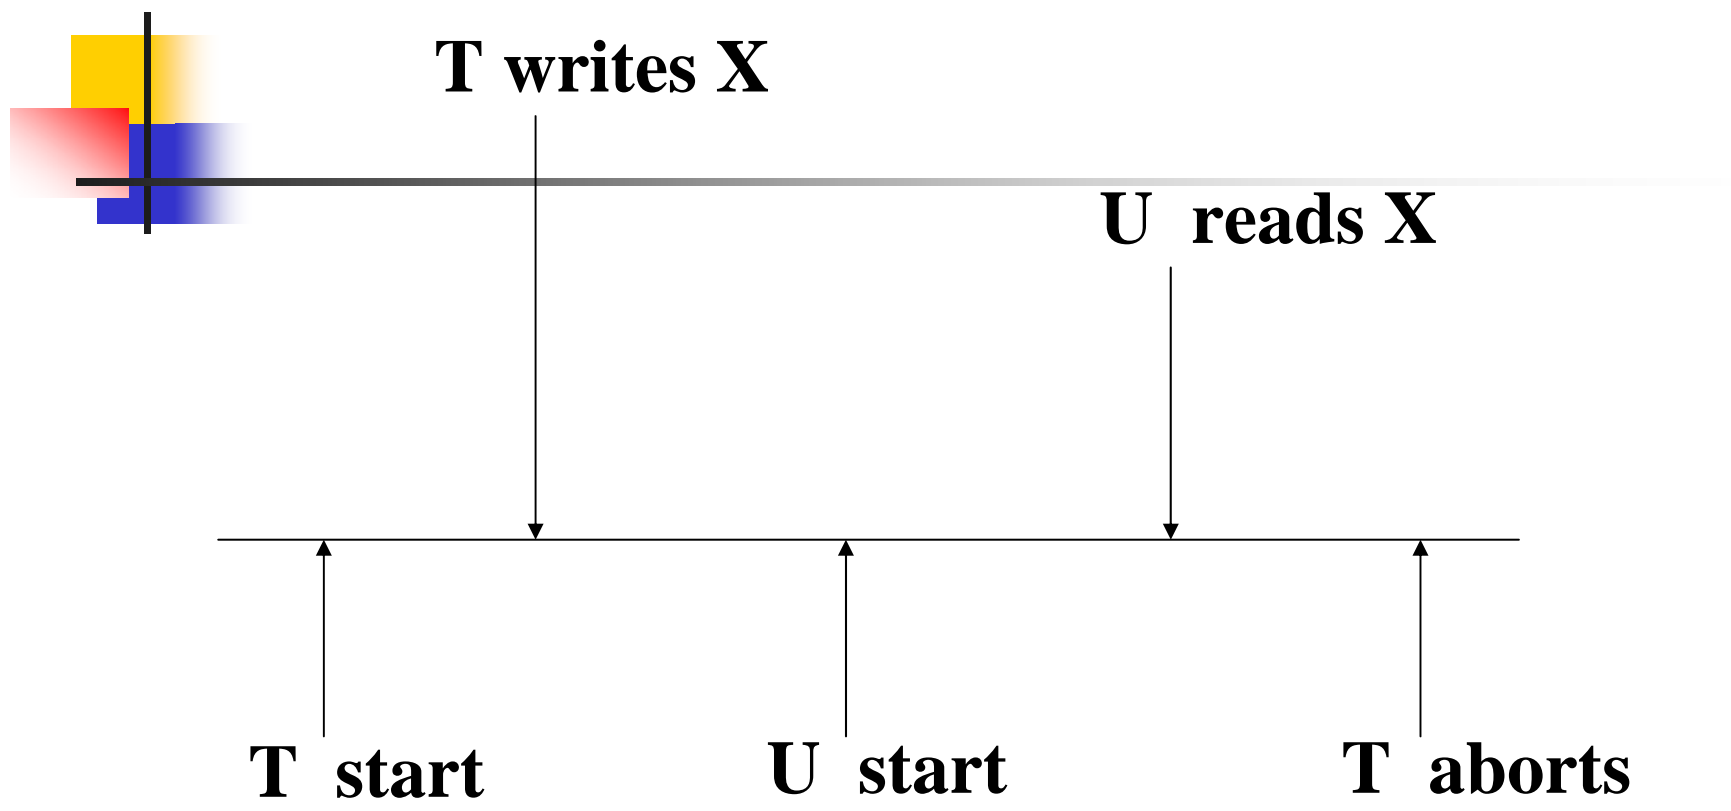 T writes X
U reads X
T start
U start
T aborts